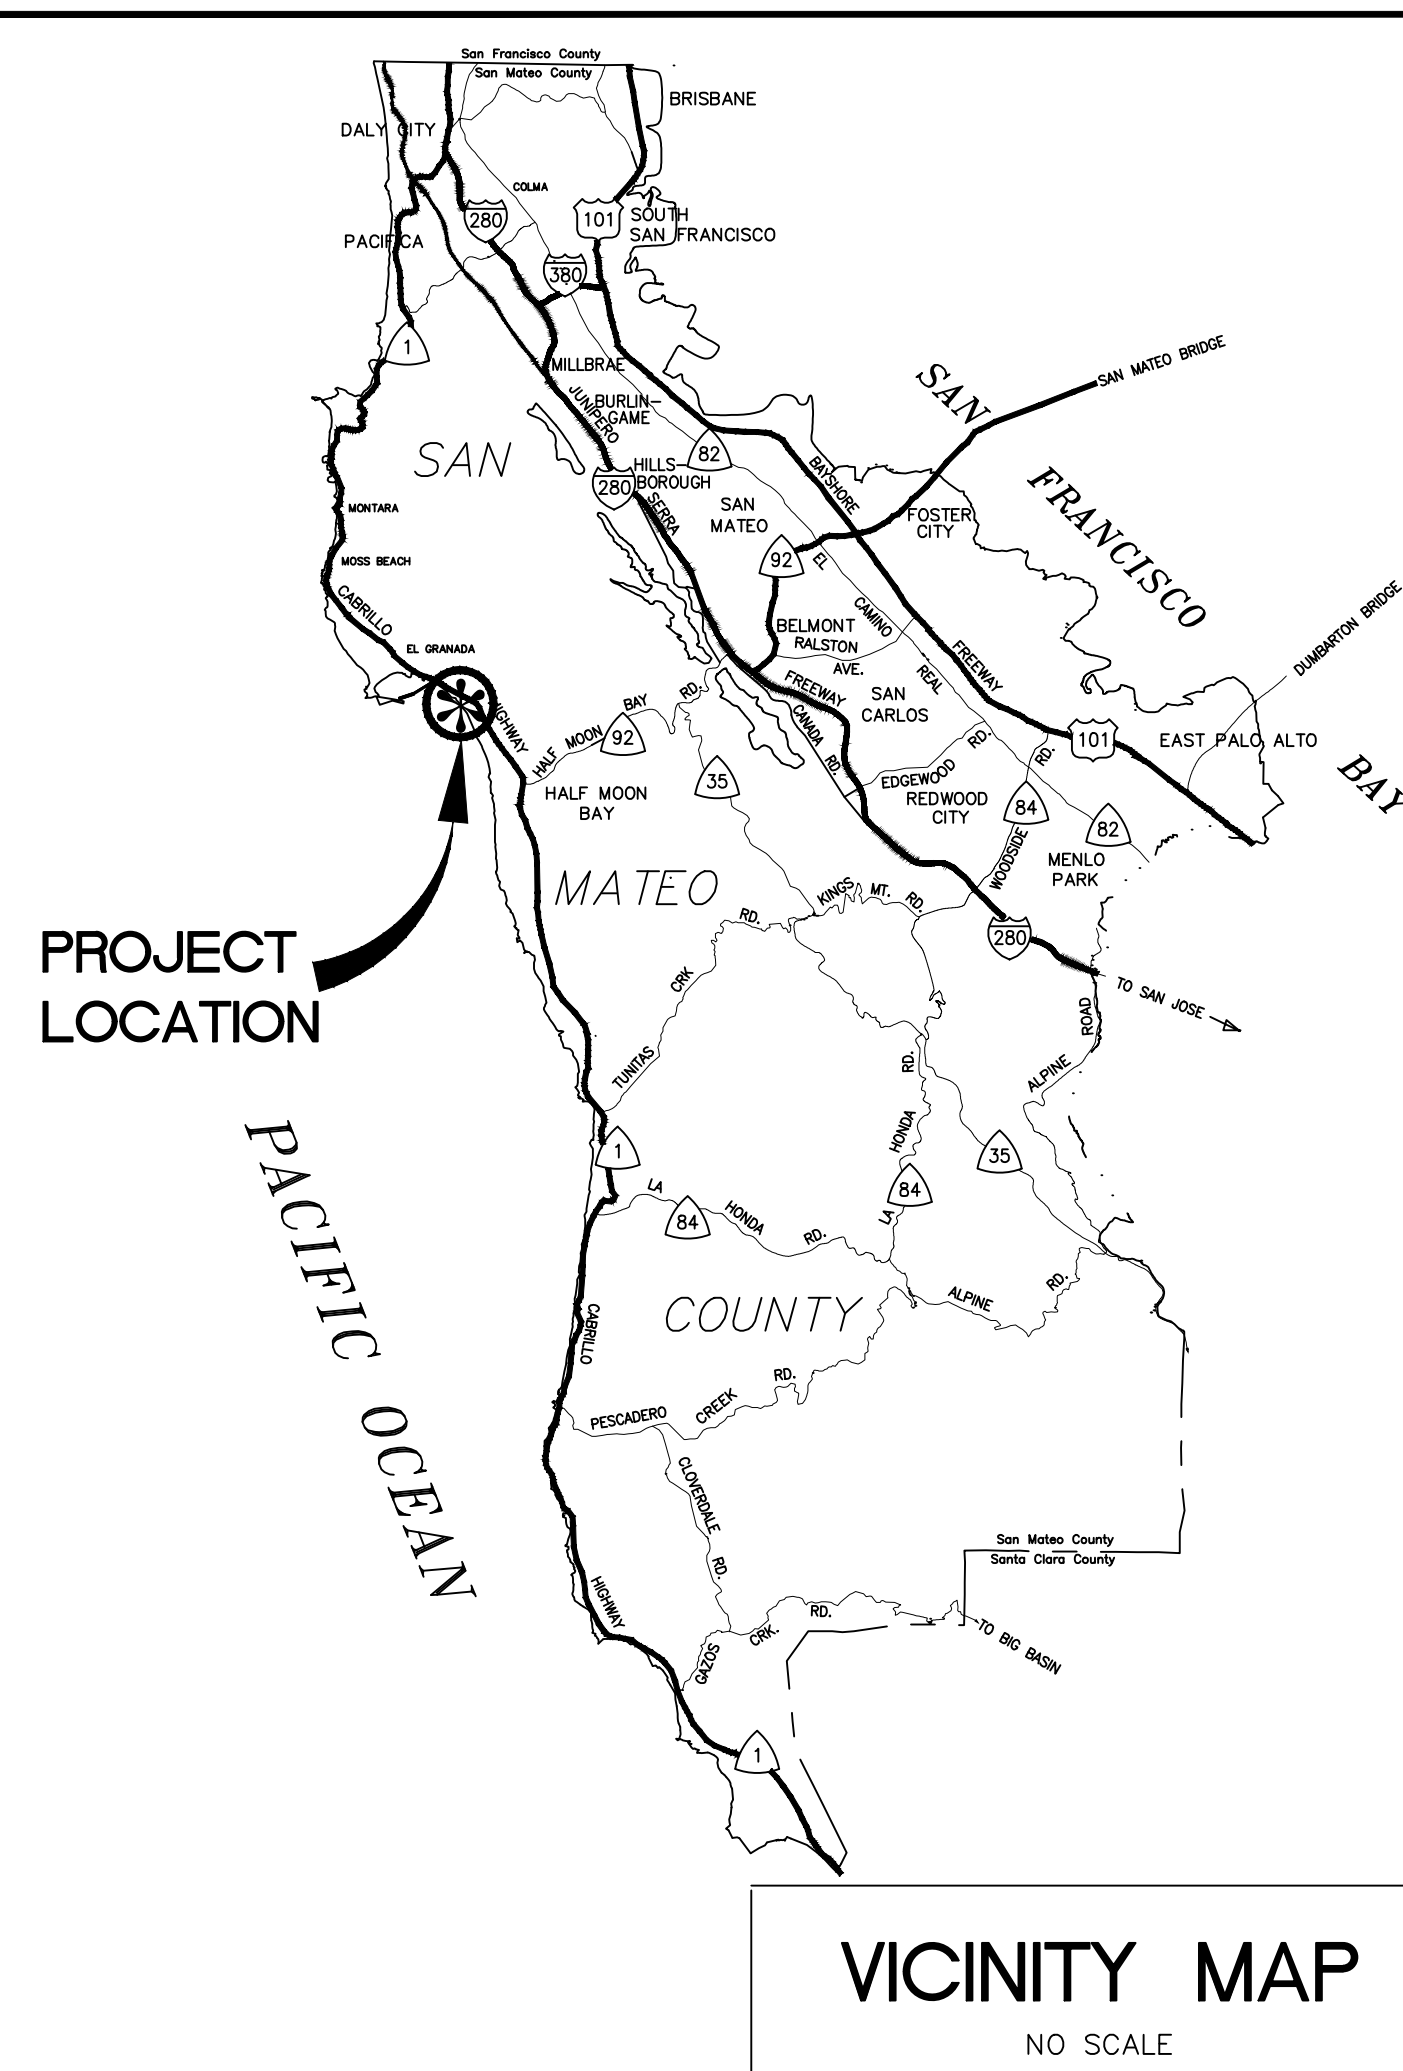 San Francisco County
San Mateo County
BRISBANE
DALY CITY
COLMA
280
101
SOUTH
SAN FRANCISCO
PACIFICA
380
1
SAN MATEO BRIDGE
MILLBRAE
JUNIPERO
BURLIN-
GAME
SAN
FRANCISCO
BAY
SAN
82
HILLS-
BOROUGH
280
SERRA
BAYSHORE
SAN
MATEO
FOSTER
CITY
MONTARA
MOSS BEACH
92
EL
CABRILLO
CAMINO
DUMBARTON BRIDGE
BELMONT
RALSTON
AVE.
EL GRANADA
REAL
FREEWAY
FREEWAY
SAN
CARLOS
HIGHWAY
HALF MOON BAY RD.
92
CANADA RD.
RD.
RD.
101
EAST PALO ALTO
35
EDGEWOOD
HALF MOON
BAY
REDWOOD
CITY
84
82
WOODSIDE
MENLO
PARK
MATEO
KINGS MT. RD.
RD.
280
PROJECT
LOCATION
CRK
TO SAN JOSE
ROAD
TUNITAS
RD.
ALPINE
HONDA
1
35
84
LA
LA
84
HONDA
RD.
PACIFIC OCEAN
RD.
ALPINE
COUNTY
CABRILLO
RD.
CREEK
PESCADERO
CLOVERDALE
RD.
San Mateo County
Santa Clara County
HIGHWAY
RD.
CRK.
GAZOS
TO BIG BASIN
1
VICINITY MAP
NO SCALE